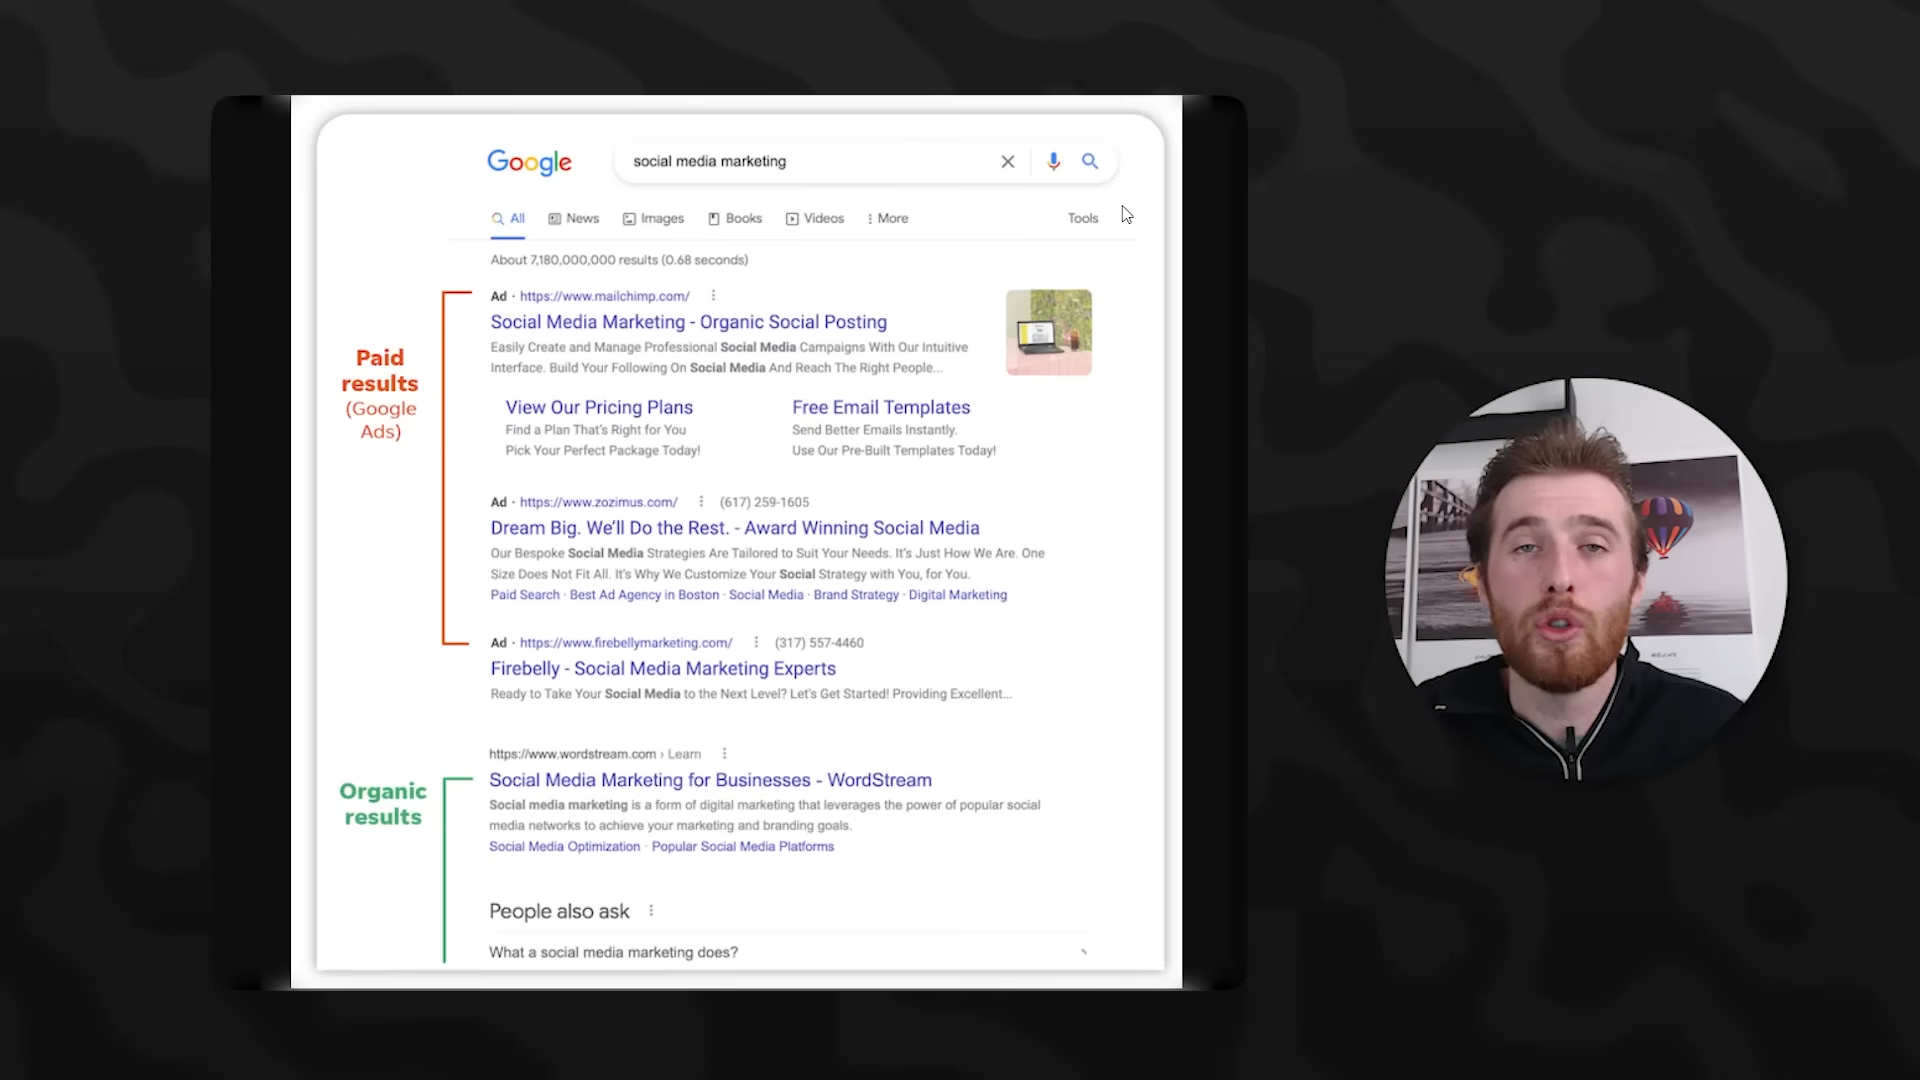 Google
social media marketing
All News Images Books Videos More Tools
About 7,180,000,000 results (0.68 seconds)
Paid
results
(Google
Ads)
Ad · https://www.mailchimp.com/
Social Media Marketing - Organic Social Posting
Easily Create and Manage Professional Social Media Campaigns With Our Intuitive
Interface. Build Your Following On Social Media And Reach The Right People...
View Our Pricing Plans
Find a Plan That's Right for You
Pick Your Perfect Package Today!
Free Email Templates
Send Better Emails Instantly.
Use Our Pre-Built Templates Today!
Ad · https://www.zozimus.com/ (617) 259-1605
Dream Big. We'll Do the Rest. - Award Winning Social Media
Our Bespoke Social Media Strategies Are Tailored to Suit Your Needs. It's Just How We Are. One
Size Does Not Fit All. It's Why We Customize Your Social Strategy with You, for You.
Paid Search · Best Ad Agency in Boston · Social Media · Brand Strategy · Digital Marketing
Ad · https://www.firebellymarketing.com/ (317) 557-4460
Firebelly - Social Media Marketing Experts
Ready to Take Your Social Media to the Next Level? Let's Get Started! Providing Excellent...
Organic
results
https://www.wordstream.com › Learn
Social Media Marketing for Businesses - WordStream
Social media marketing is a form of digital marketing that leverages the power of popular social
media networks to achieve your marketing and branding goals.
Social Media Optimization · Popular Social Media Platforms
People also ask
What a social media marketing does?